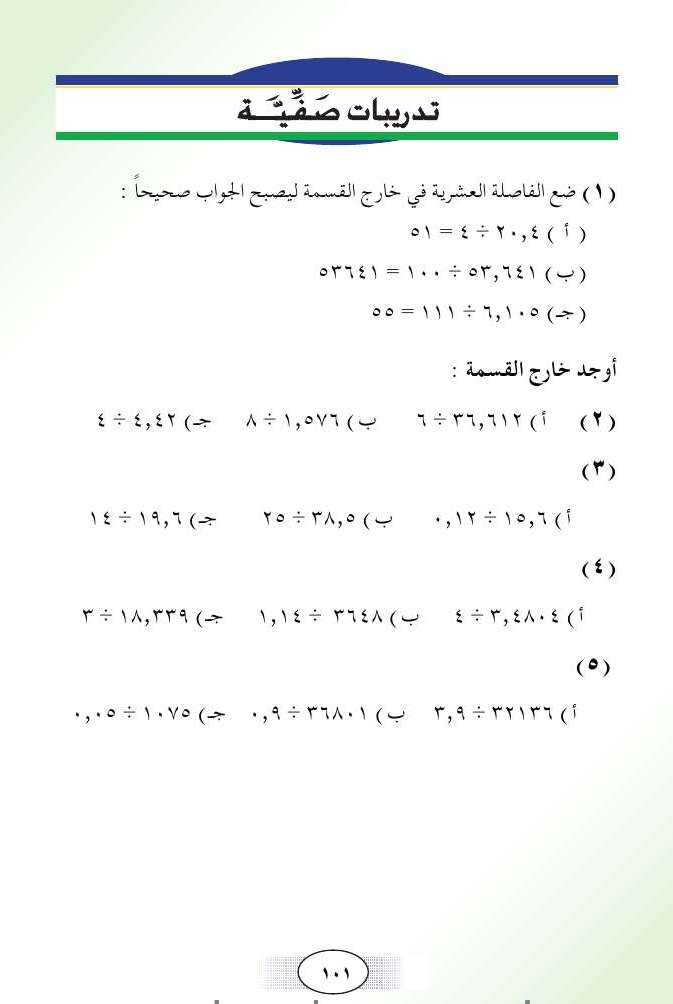 تدريبات صَفِّيَّـــة
(١) ضع الفاصلة العشرية في خارج القسمة ليصبح الجواب صحيحاً :
( أ ) ٢٠,٤ ÷ ٤ = ٥١
(ب) ٥٣,٦٤١ ÷ ١٠٠ = ٥٣٦٤١
(جـ) ٦,١٠٥ ÷ ١١١ = ٥٥
أوجد خارج القسمة :
(٢) أ) ٣٦,٦١٢ ÷ ٦ ب) ١,٥٧٦ ÷ ٨ جـ) ٤,٤٢ ÷ ٤
(٣)
أ) ١٥,٦ ÷ ٠,١٢ ب) ٣٨,٥ ÷ ٢٥ جـ) ١٩,٦ ÷ ١٤
(٤)
أ) ٣,٤٨٠٤ ÷ ٤ ب) ٣٦٤٨ ÷ ١,١٤ جـ) ١٨,٣٣٩ ÷ ٣
(٥)
أ) ٣٢١٣٦ ÷ ٣,٩ ب) ٣٦٨٠١ ÷ ٠,٩ جـ) ١٠٧٥ ÷ ٠,٠٥
١٠١